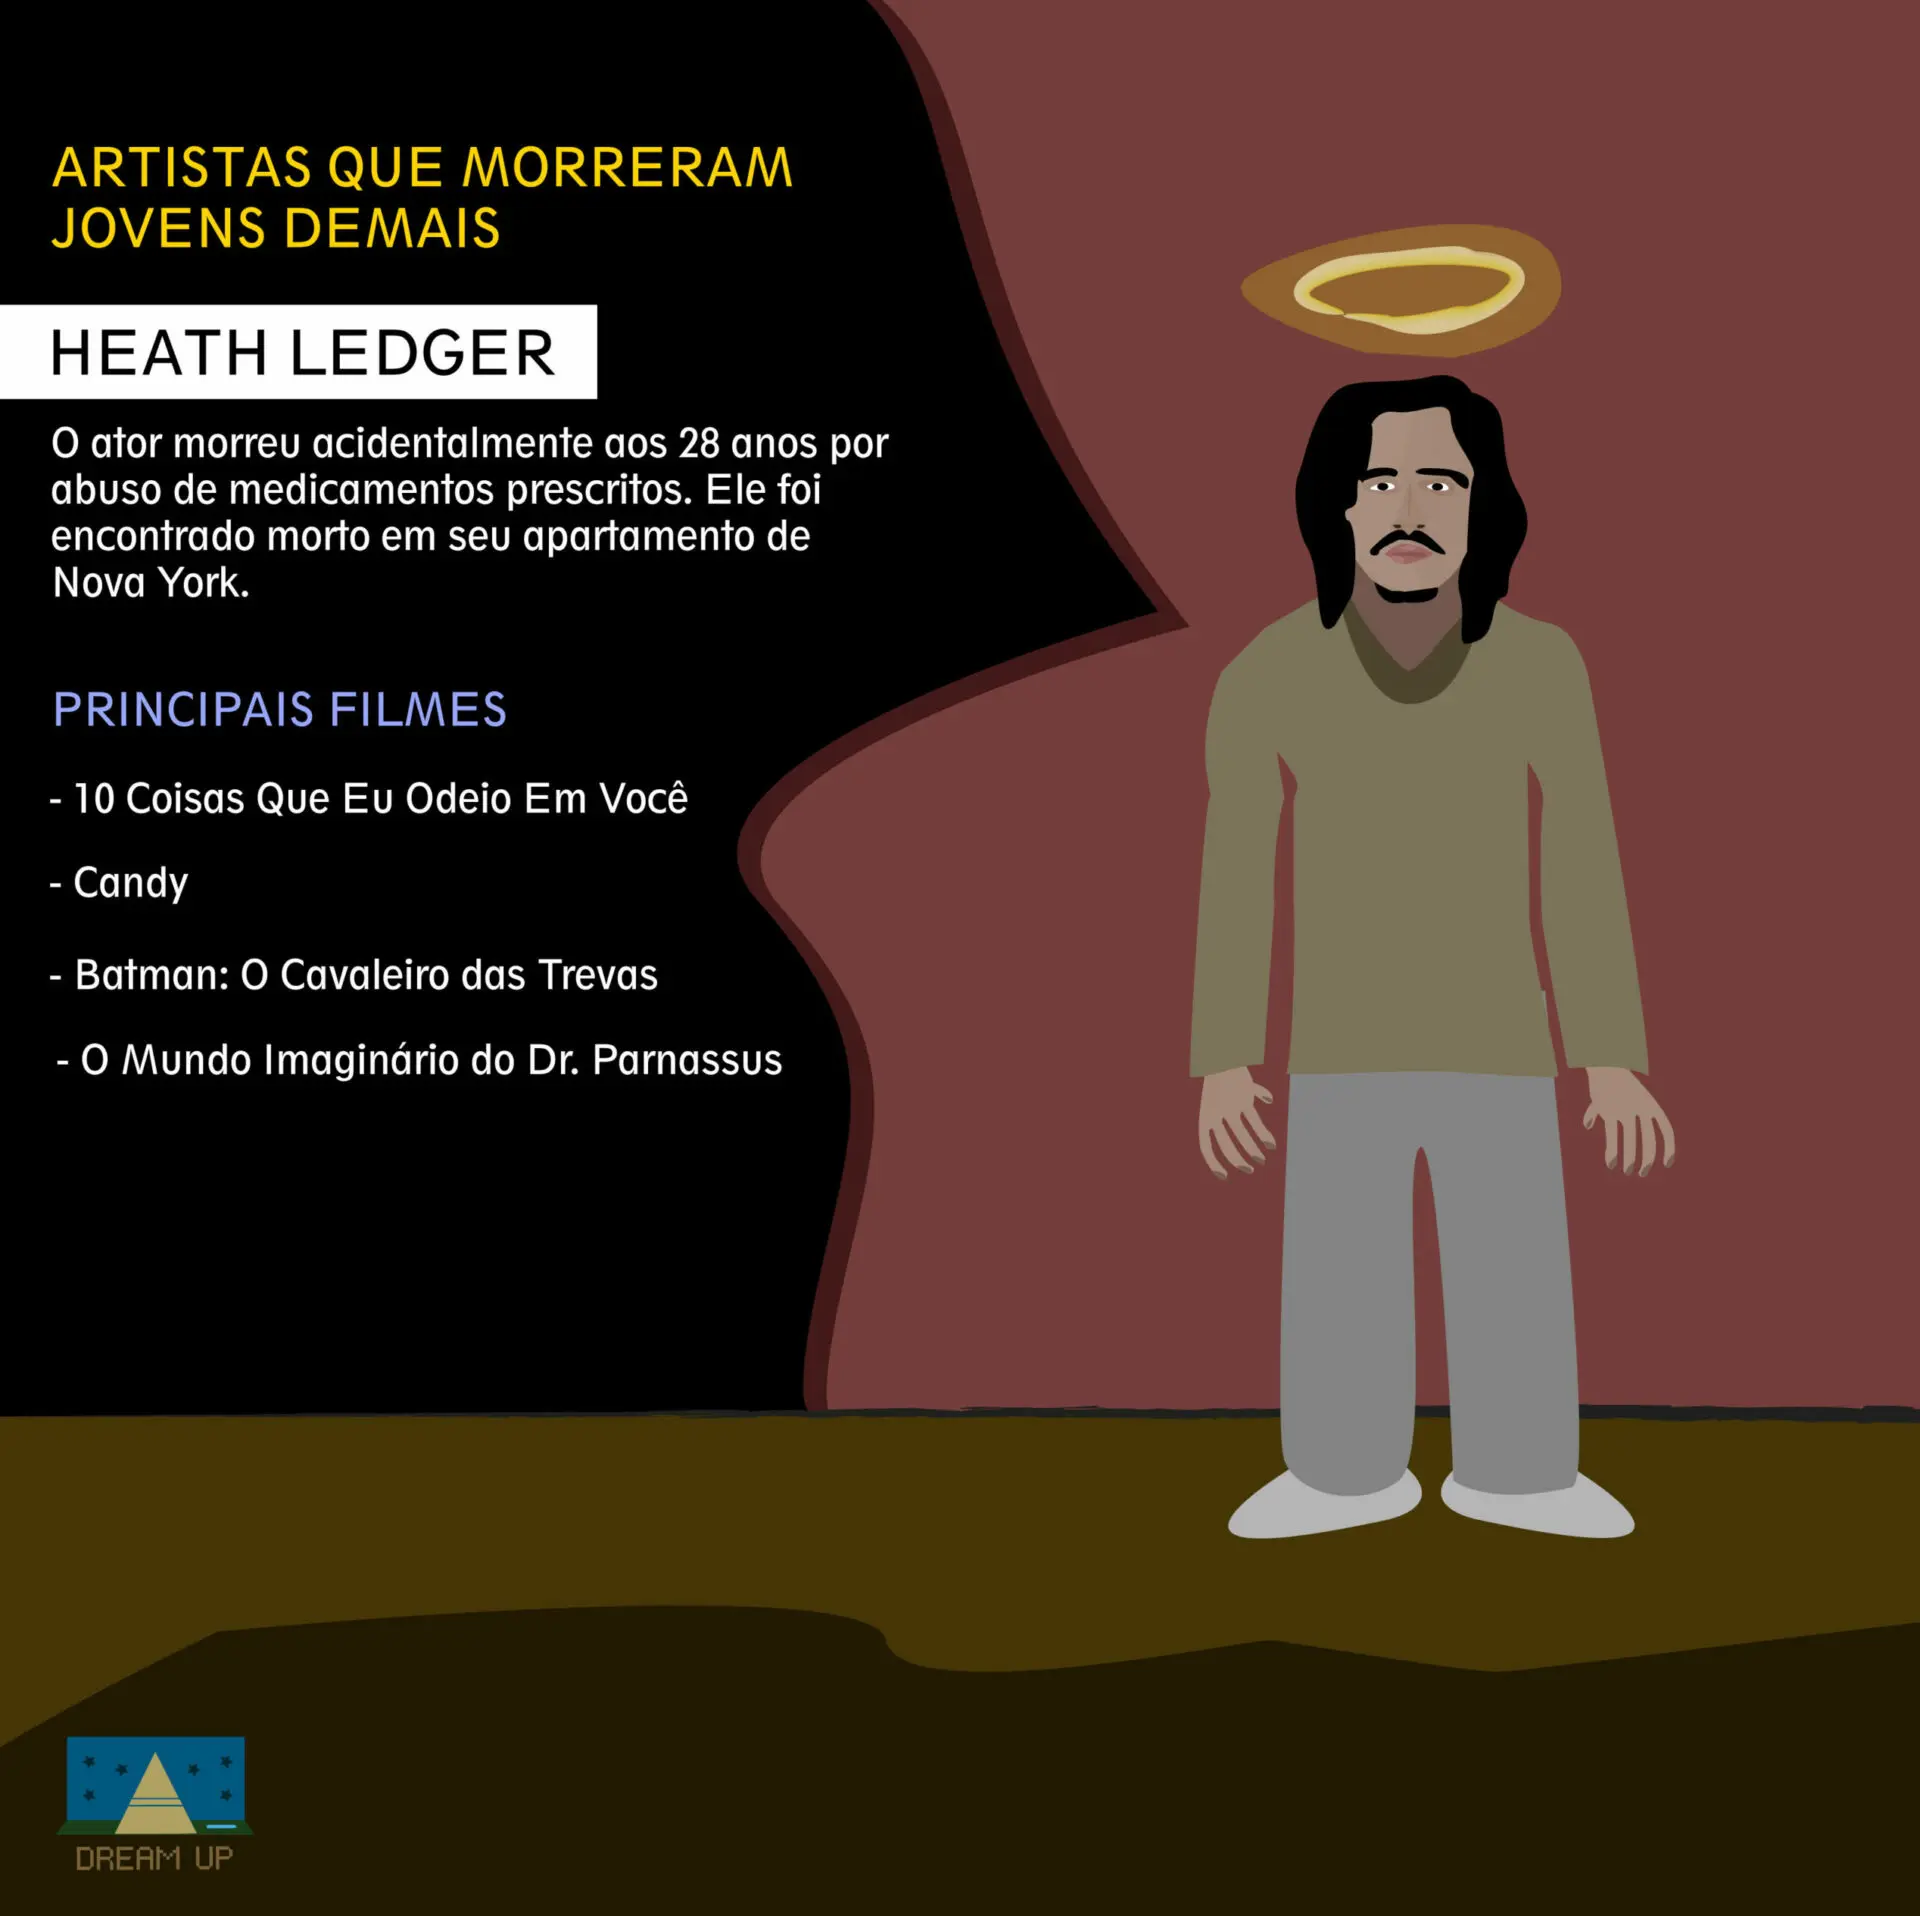 ARTISTAS QUE MORRERAM
JOVENS DEMAIS
HEATH LEDGER
O ator morreu acidentalmente aos 28 anos por
abuso de medicamentos prescritos. Ele foi
encontrado morto em seu apartamento de
Nova York.
PRINCIPAIS FILMES
- 10 Coisas Que Eu Odeio Em Você
- Candy
- Batman: O Cavaleiro das Trevas
- O Mundo Imaginário do Dr. Parnassus
DREAM UP